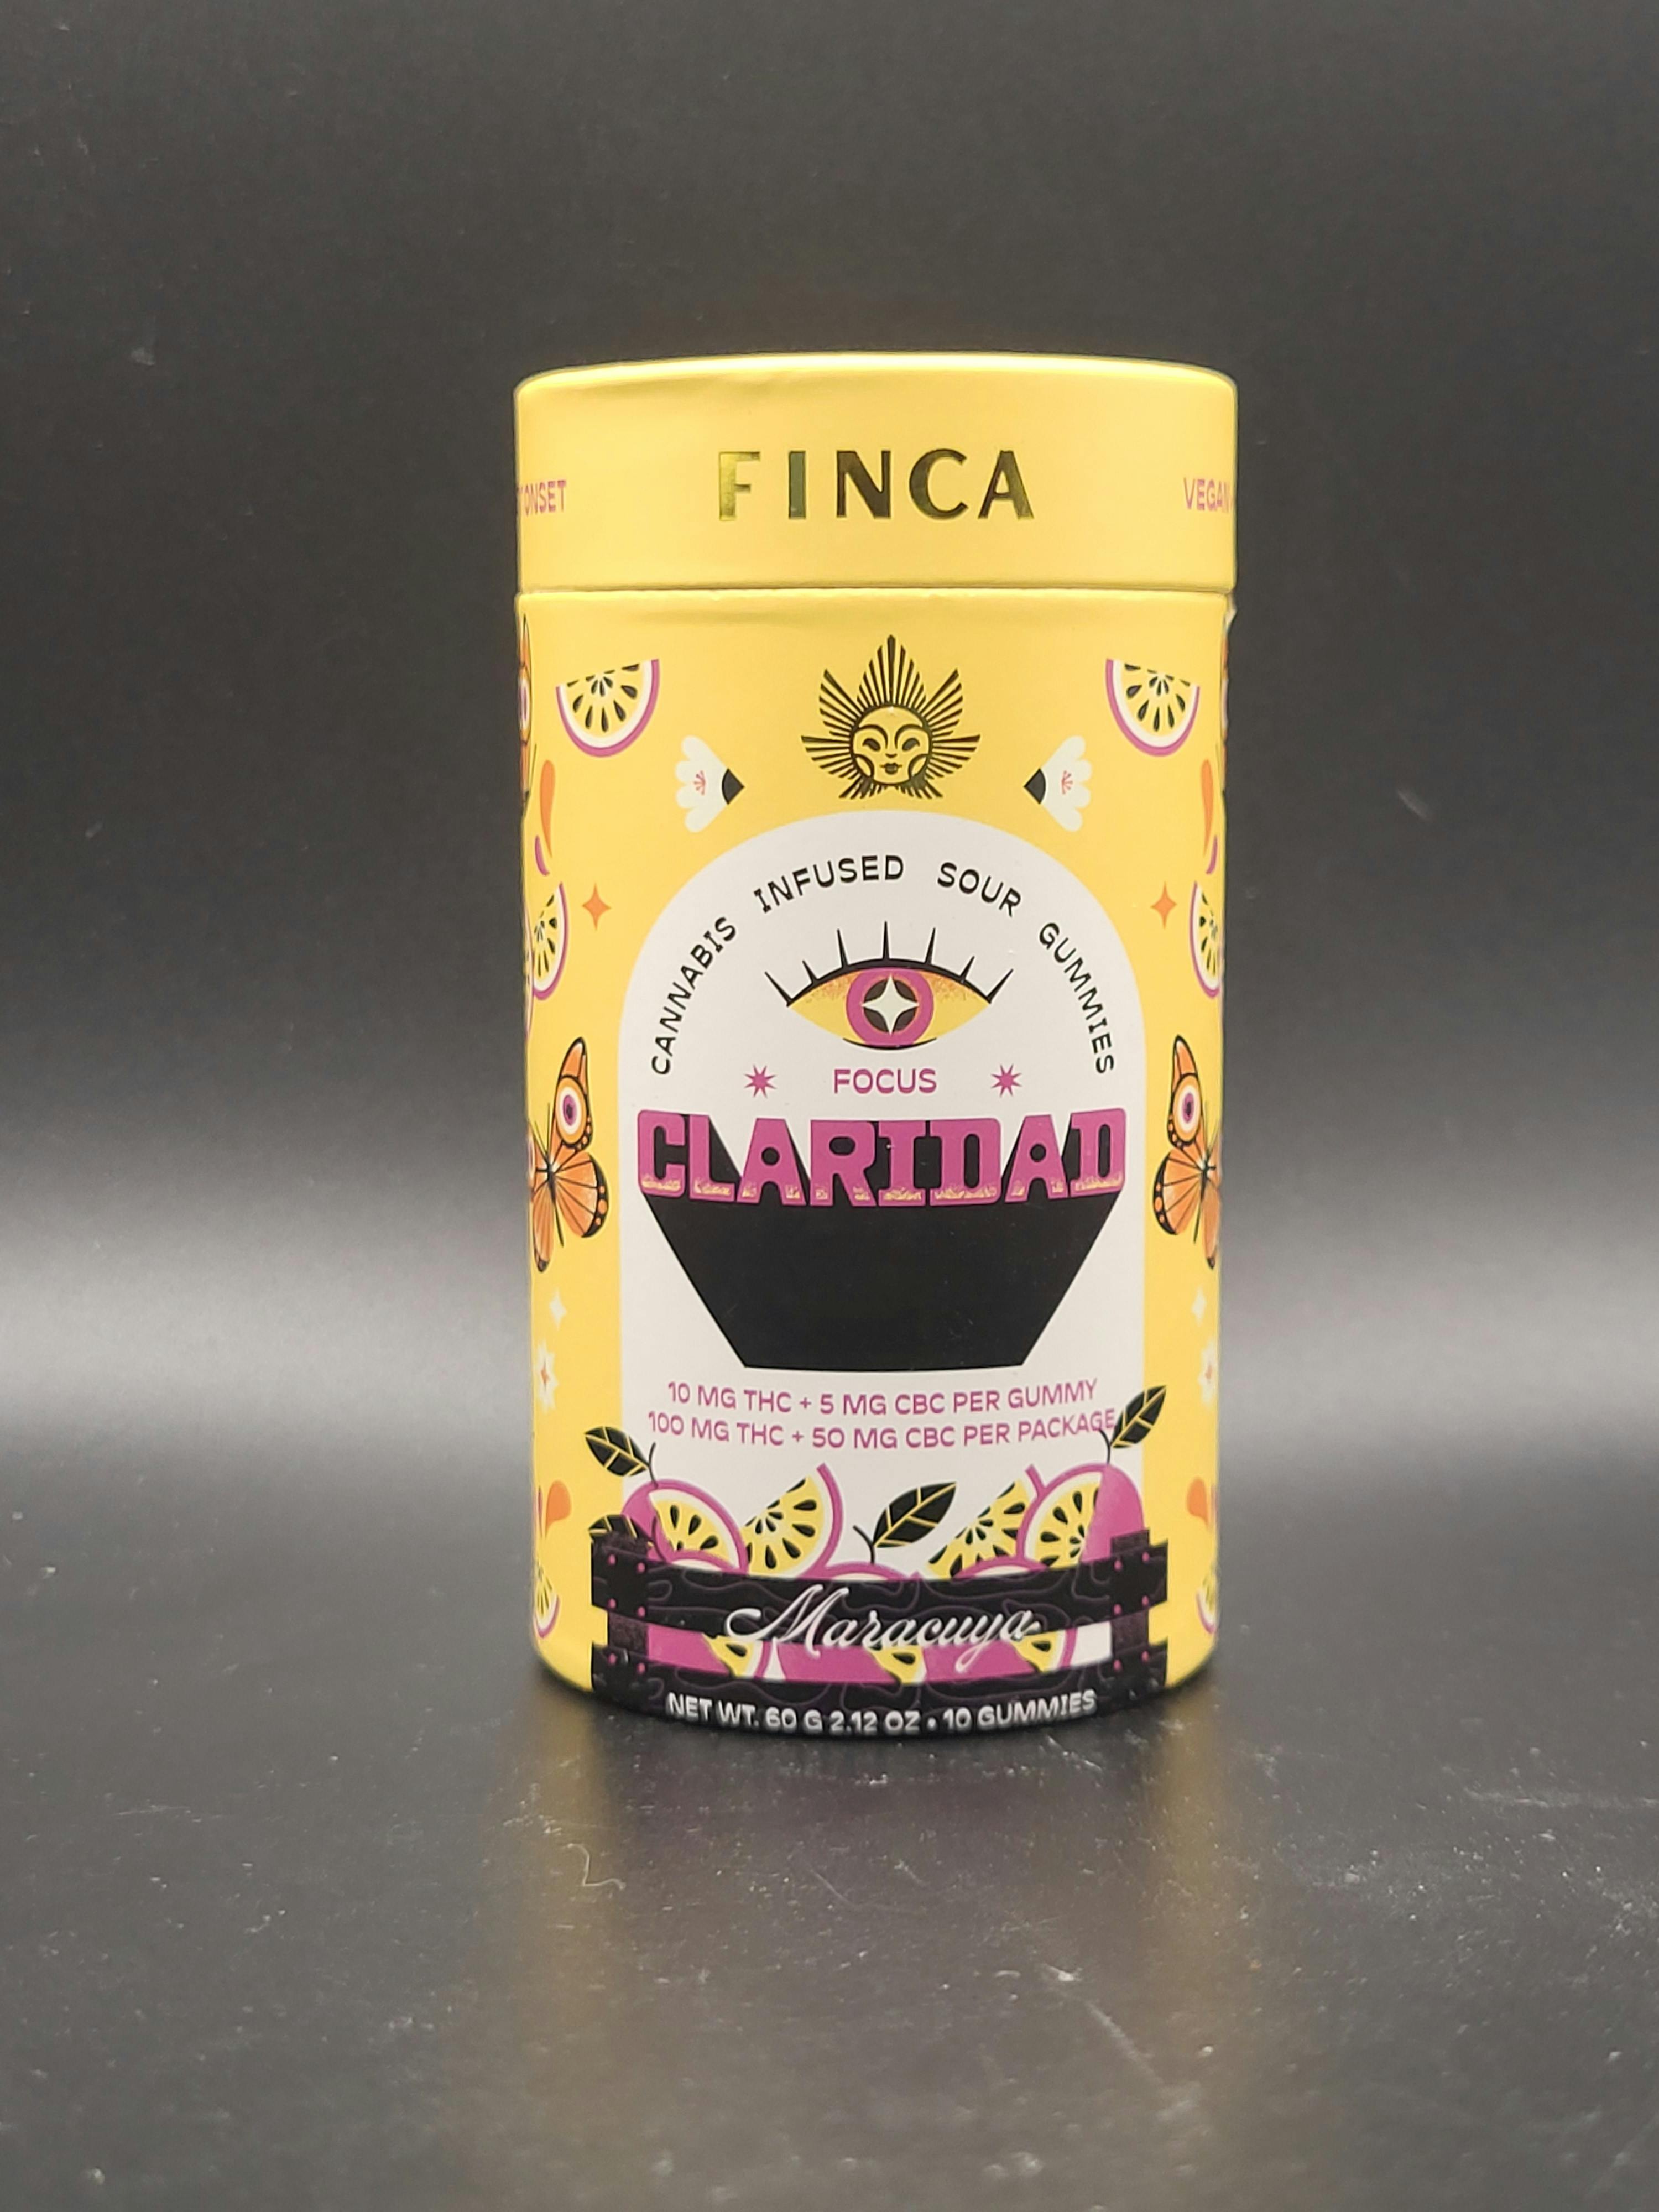 FINCA
ONSET
VEGAN
CANNABIS INFUSED SOUR GUMMIES
FOCUS
CLARIDAD
10 MG THC + 5 MG CBC PER GUMMY
100 MG THC + 50 MG CBC PER PACKAGE
Maracuya
NET WT. 60 G 2.12 OZ • 10 GUMMIES